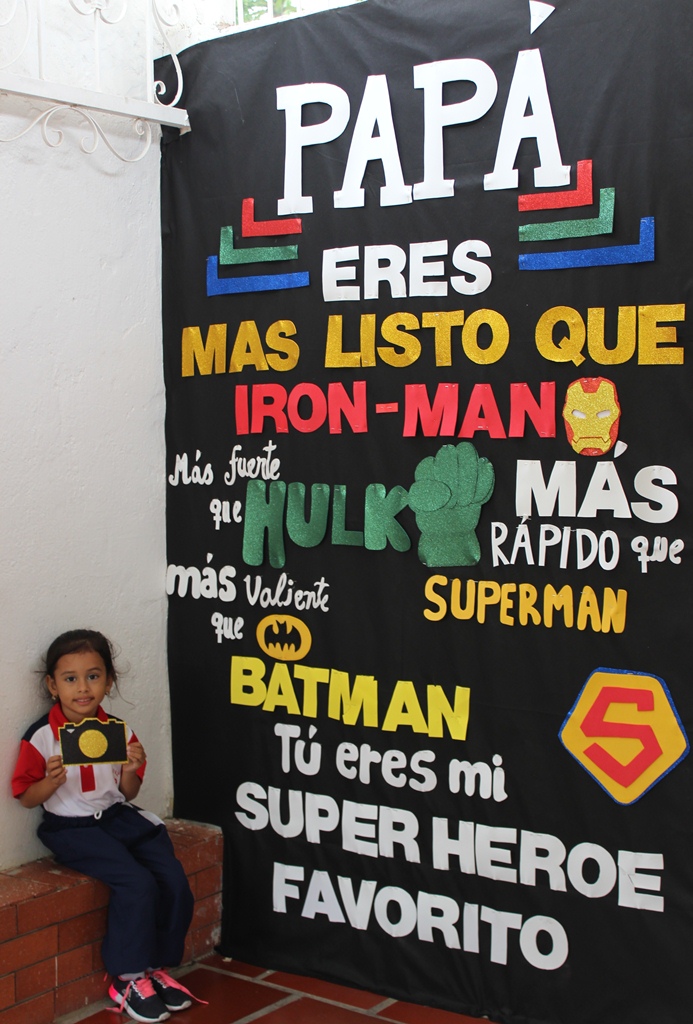 PAPÁ
ERES
MAS LISTO QUE
IRON-MAN
Más fuerte MÁS
que HULK RÁPIDO que
más valiente SUPERMAN
que S
BATMAN
Tú eres mi
SUPER HEROE
FAVORITO